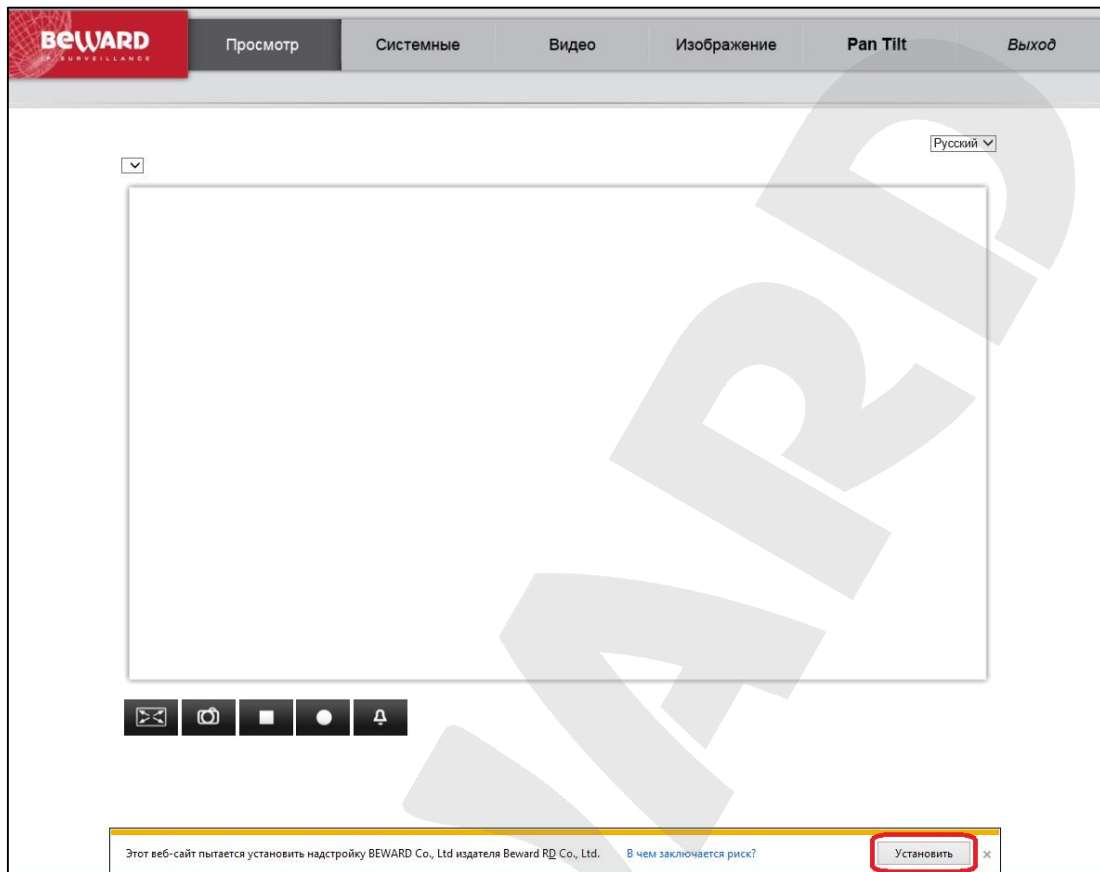 BEWARD
IP SURVEILLANCE
Просмотр
Системные
Видео
Изображение
Pan Tilt
Выход
Русский
Этот веб-сайт пытается установить надстройку BEWARD Co., Ltd издателя Beward RD Co., Ltd.
В чем заключается риск?
Установить
WARD